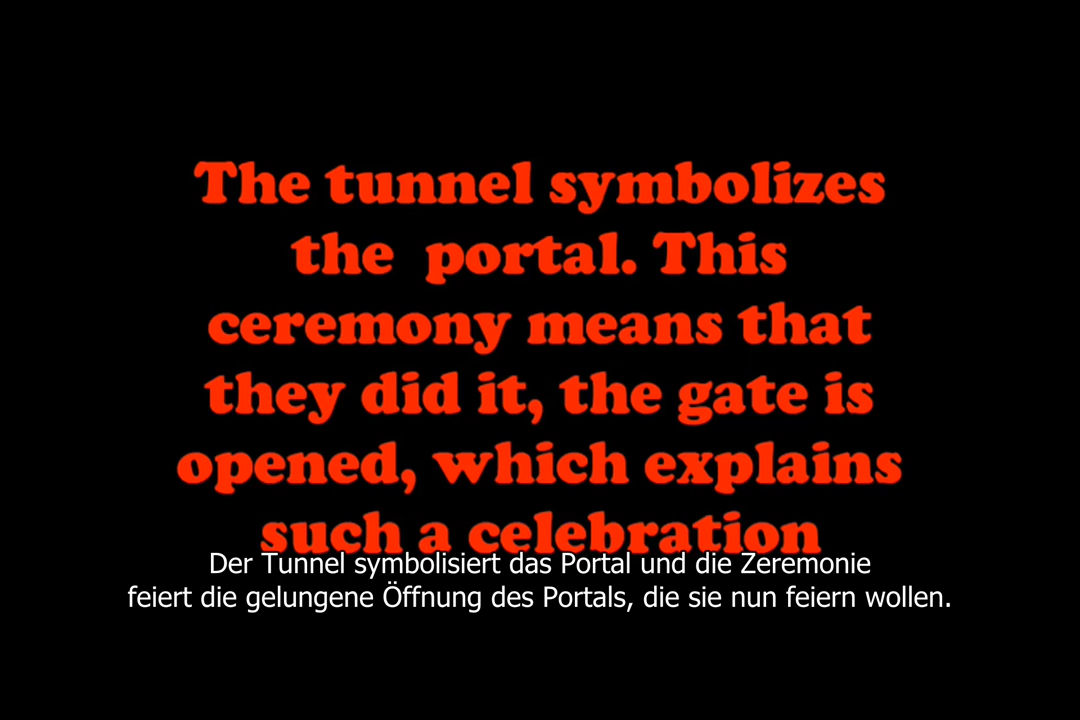 The tunnel symbolizes
the portal. This
ceremony means that
they did it, the gate is
opened, which explains
such a celebration
Der Tunnel symbolisiert das Portal und die Zeremonie
feiert die gelungene Öffnung des Portals, die sie nun feiern wollen.